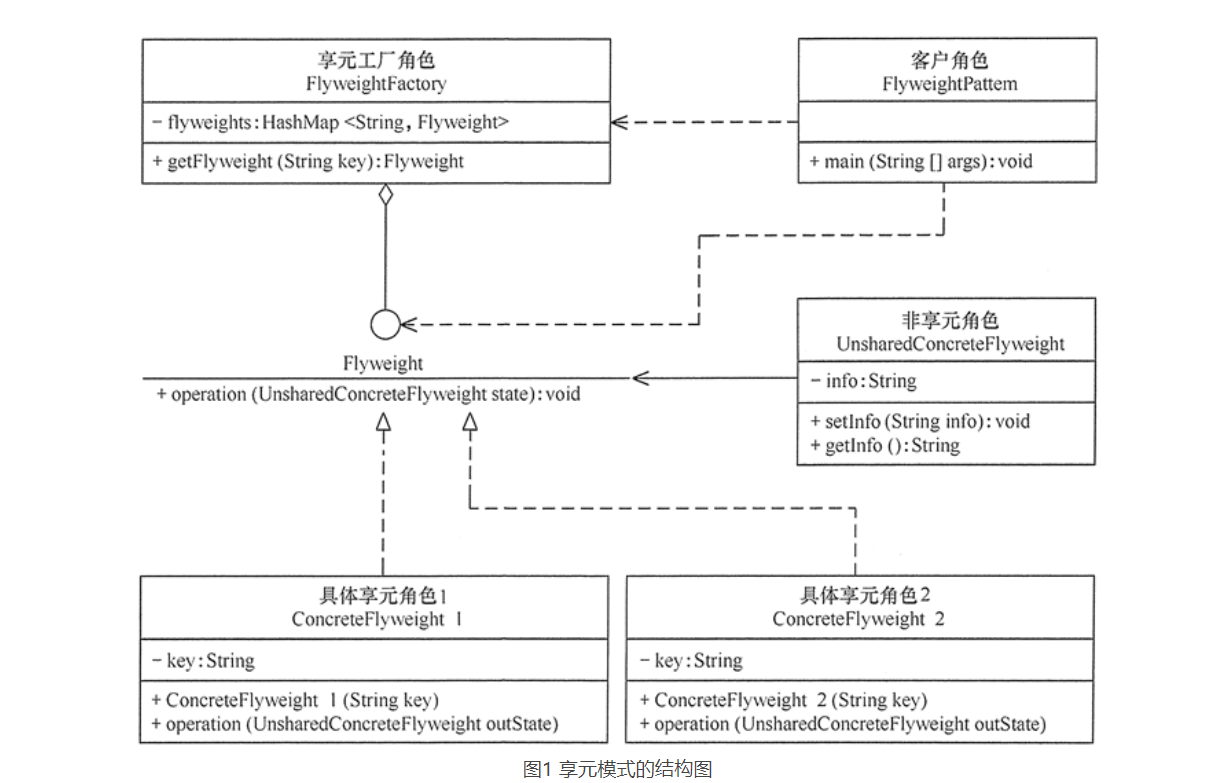 享元工厂角色
FlyweightFactory
- flyweights:HashMap <String, Flyweight>
+ getFlyweight (String key):Flyweight
客户角色
FlyweightPattem
+ main (String [] args):void
Flyweight
+ operation (UnsharedConcreteFlyweight state):void
非享元角色
UnsharedConcreteFlyweight
- info:String
+ setInfo (String info): void
+ getInfo ():String
具体享元角色1
ConcreteFlyweight 1
- key:String
+ ConcreteFlyweight 1 (String key)
+ operation (UnsharedConcreteFlyweight outState)
具体享元角色2
ConcreteFlyweight 2
- key:String
+ ConcreteFlyweight 2 (String key)
+ operation (UnsharedConcreteFlyweight outState)
图1 享元模式的结构图